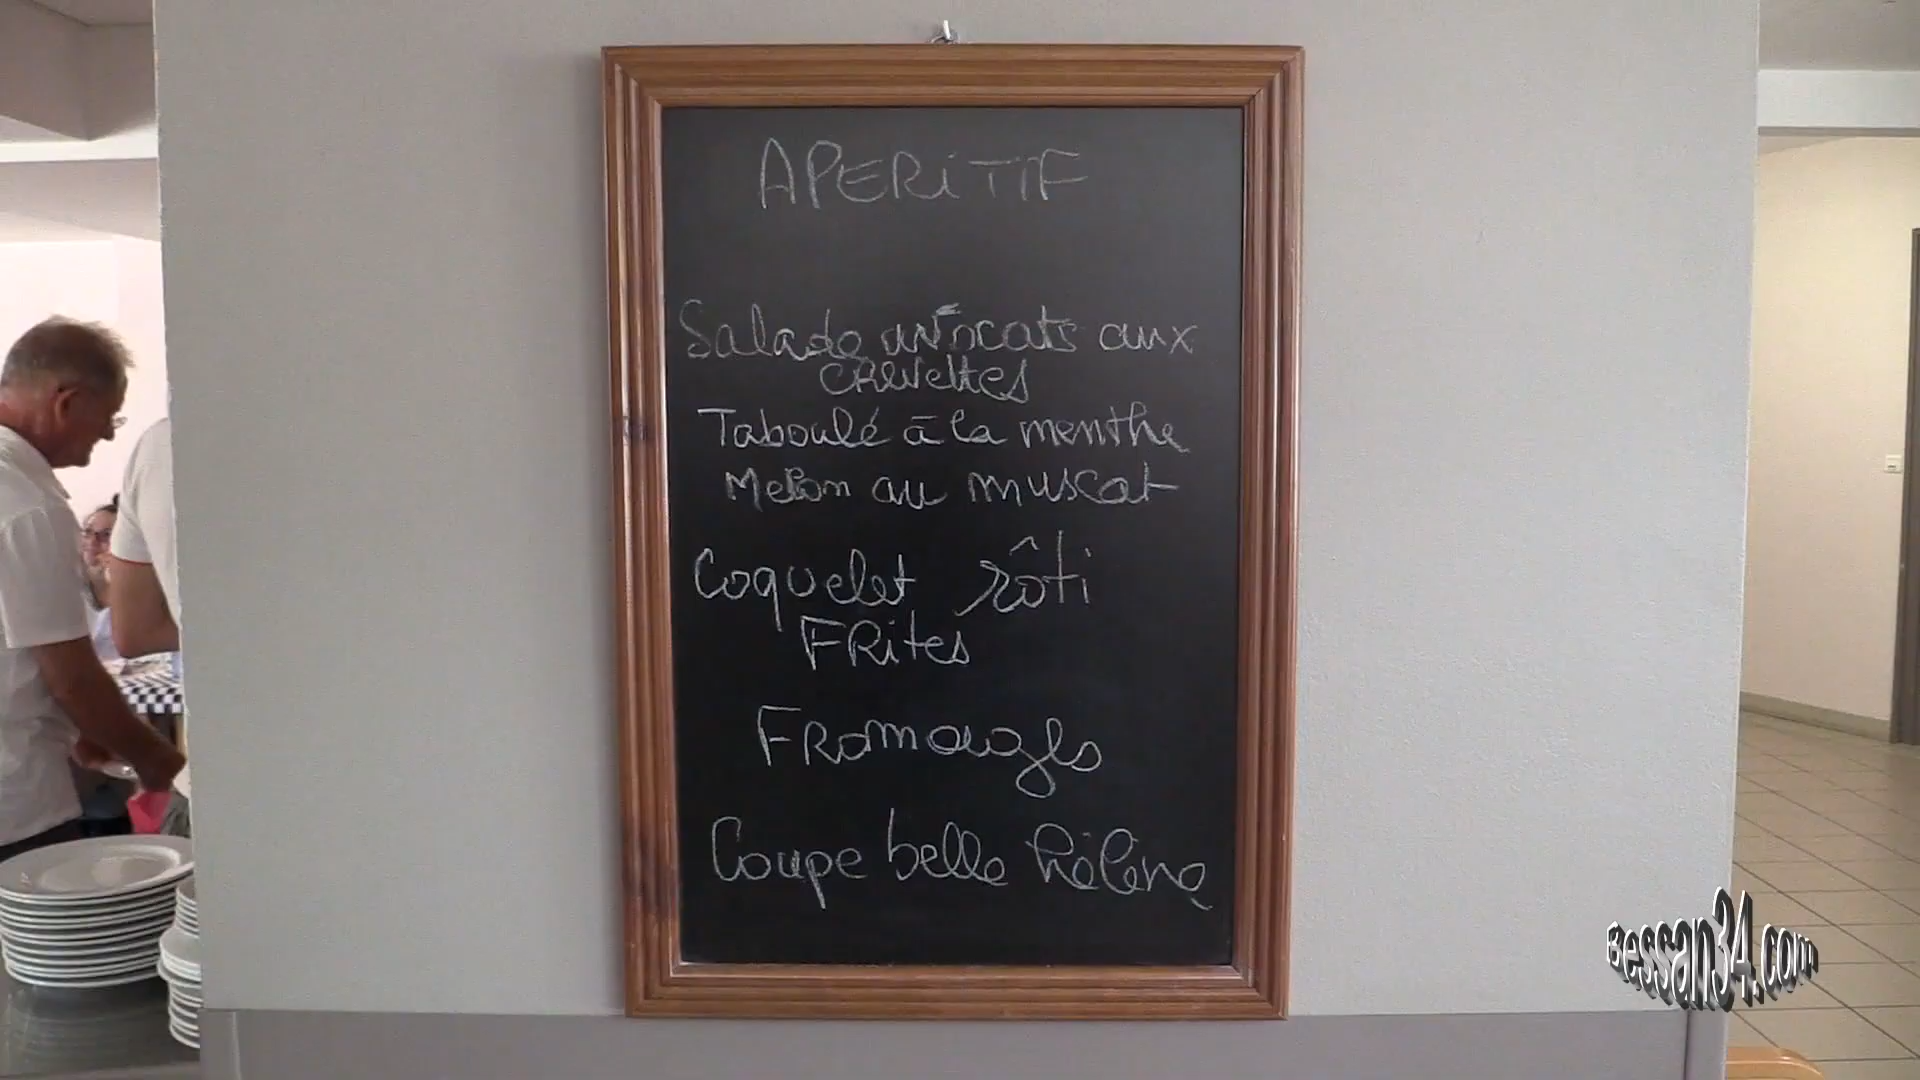 APERiTiF
Salade avocats aux
crevettes
Taboulé à la menthe
Melon au muscat
Coquelet rôti
FRites
FRomages
Coupe belle hélène
Bessan34.com